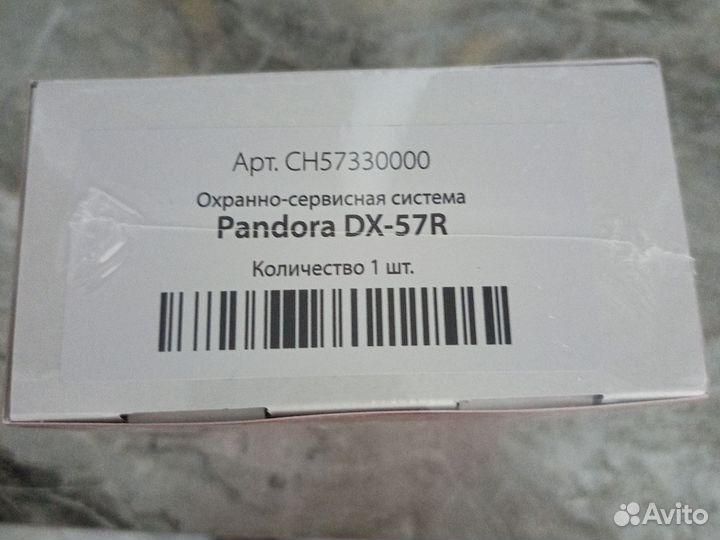 Арт. CH57330000
Охранно-сервисная система
Pandora DX-57R
Количество 1 шт.
Avito